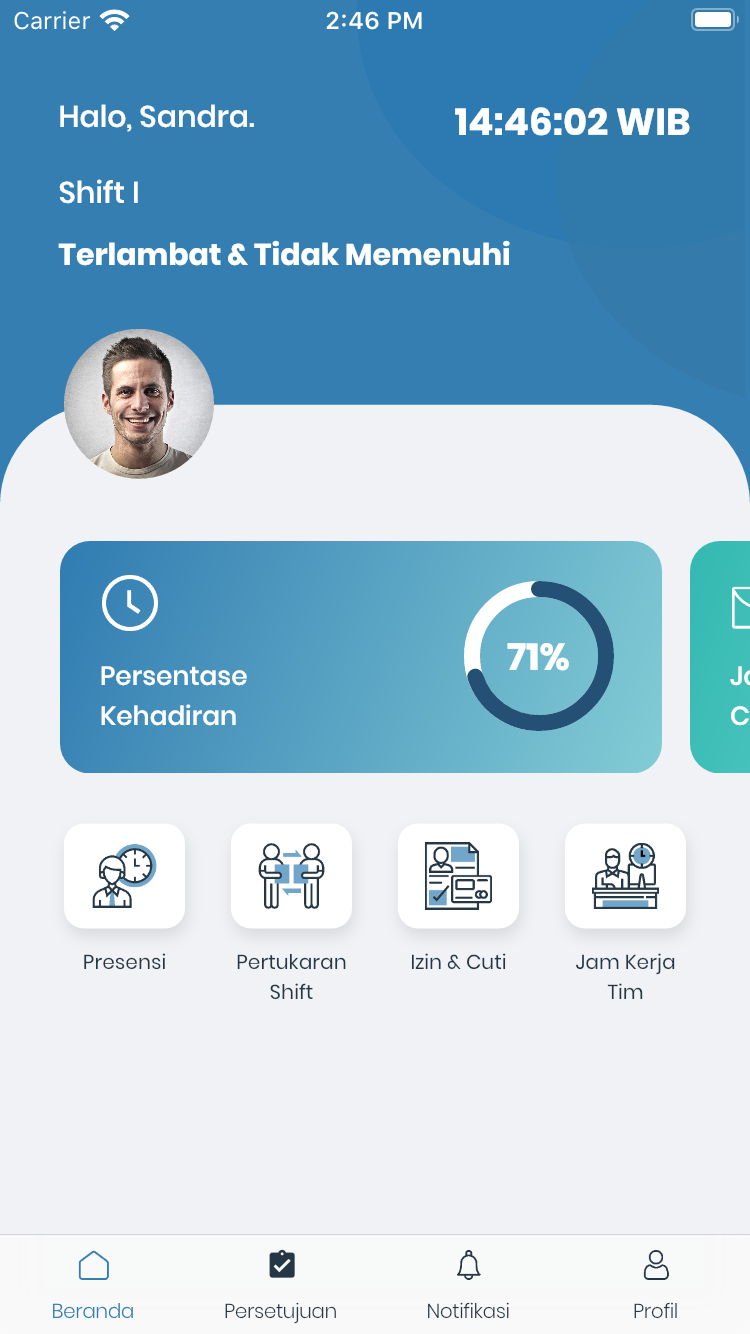 Carrier
2:46 PM
Halo, Sandra.
14:46:02 WIB
Shift I
Terlambat & Tidak Memenuhi
Persentase
Kehadiran
71%
Presensi
Pertukaran
Shift
Izin & Cuti
Jam Kerja
Tim
Beranda
Persetujuan
Notifikasi
Profil